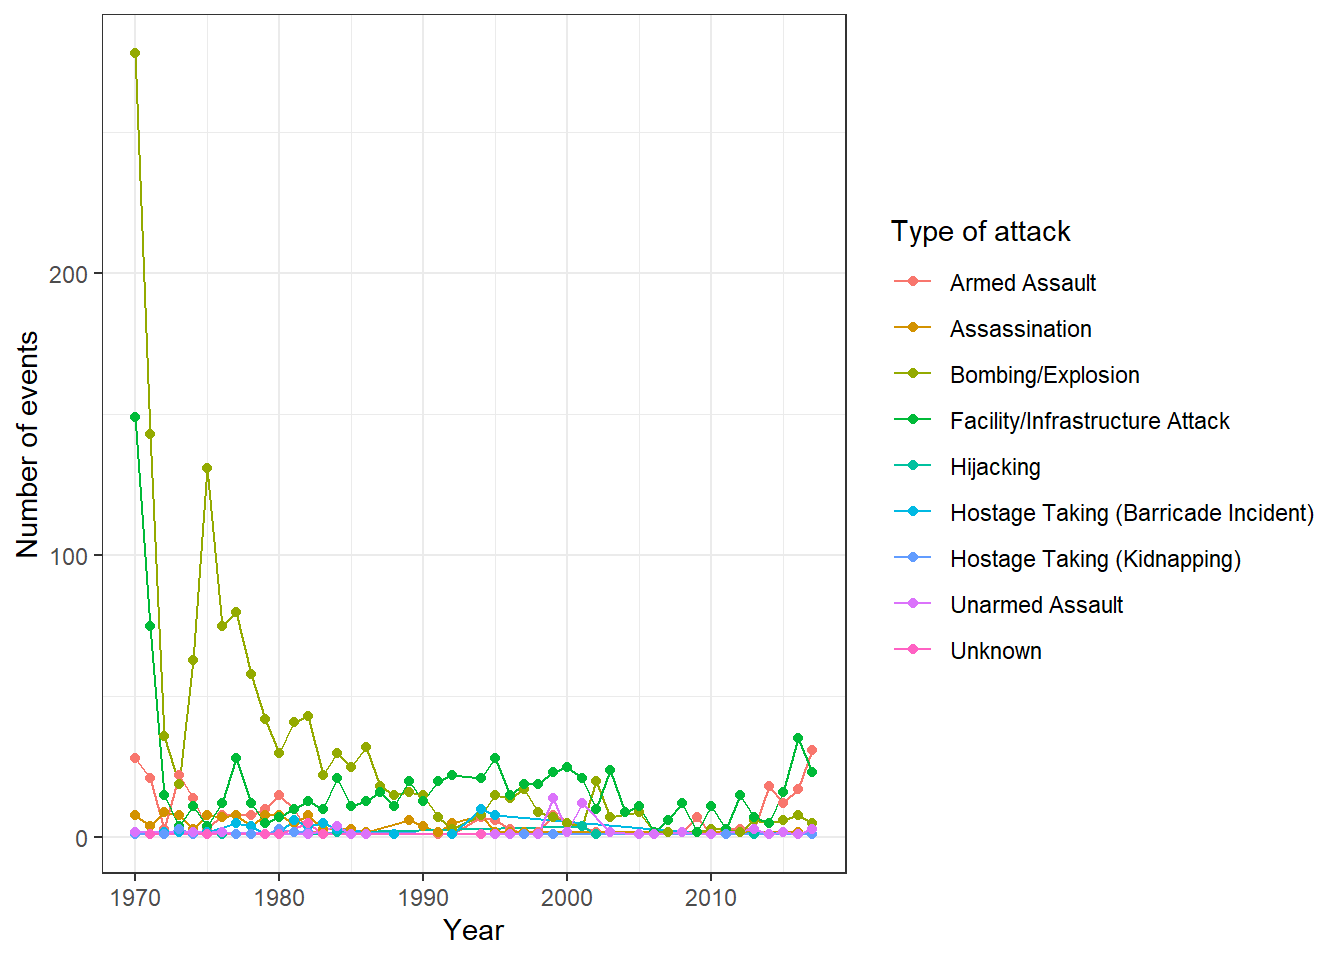 200
100
0
Number of events
1970 1980 1990 2000 2010
Year
Type of attack
Armed Assault
Assassination
Bombing/Explosion
Facility/Infrastructure Attack
Hijacking
Hostage Taking (Barricade Incident)
Hostage Taking (Kidnapping)
Unarmed Assault
Unknown